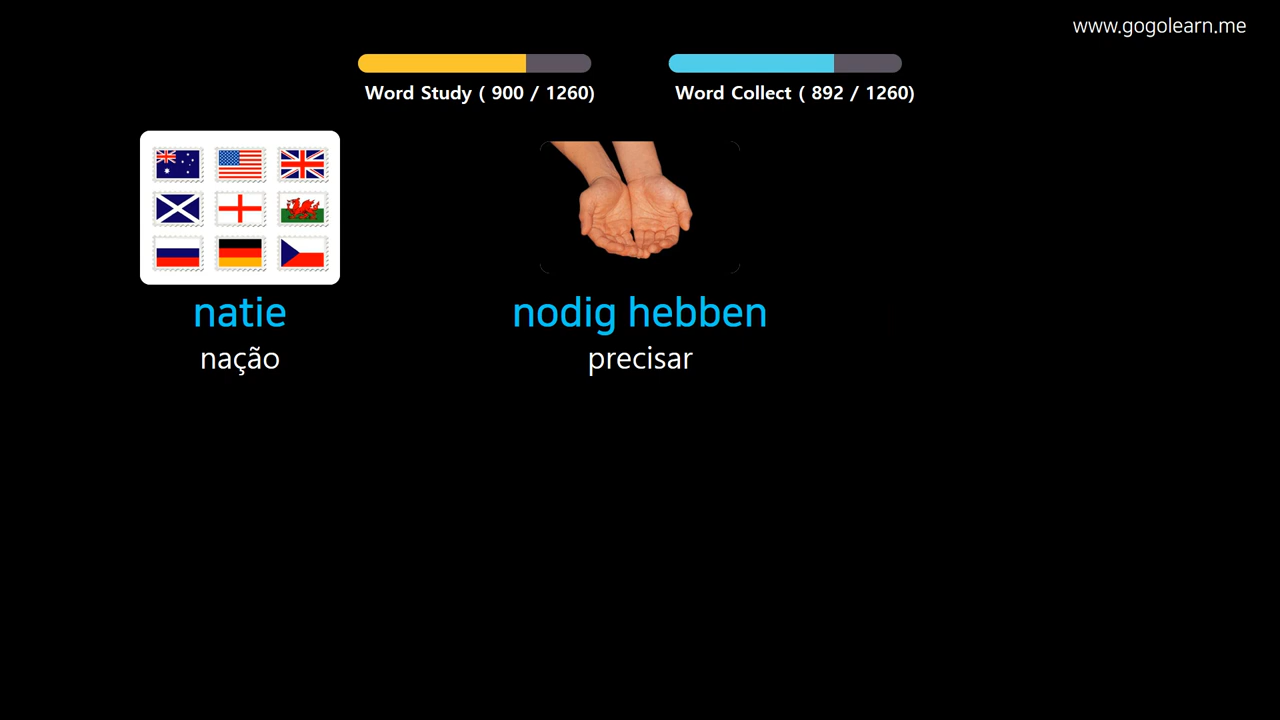 www.gogolearn.me
Word Study ( 900 / 1260)
Word Collect ( 892 / 1260)
natie
nação
nodig hebben
precisar